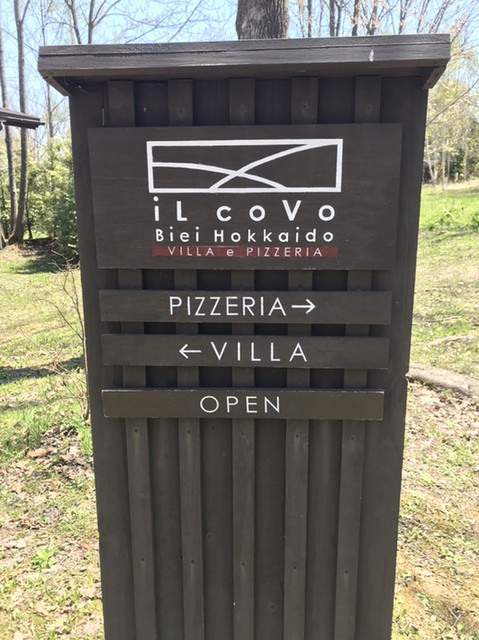 iL coVo
Biei Hokkaido
VILLA e PIZZERIA
PIZZERIA→
←VILLA
OPEN